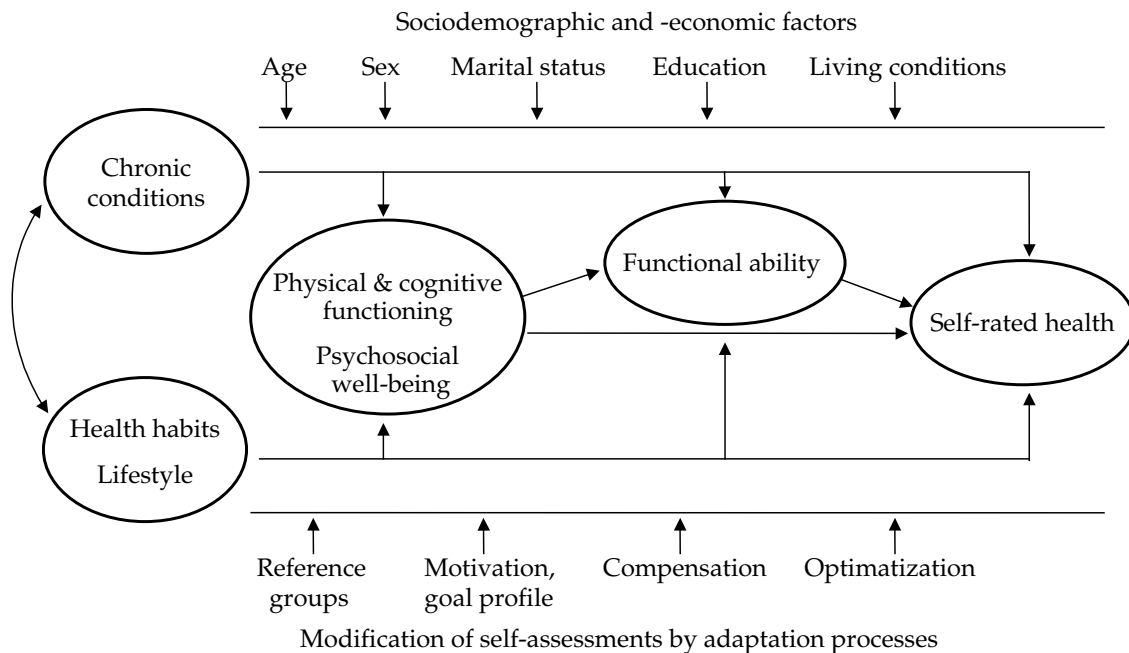 Sociodemographic and -economic factors
Age Sex Marital status Education Living conditions
Chronic
conditions
Physical & cognitive
functioning
Psychosocial
well-being
Functional ability
Self-rated health
Health habits
Lifestyle
Reference
groups
Motivation,
goal profile
Compensation
Optimatization
Modification of self-assessments by adaptation processes